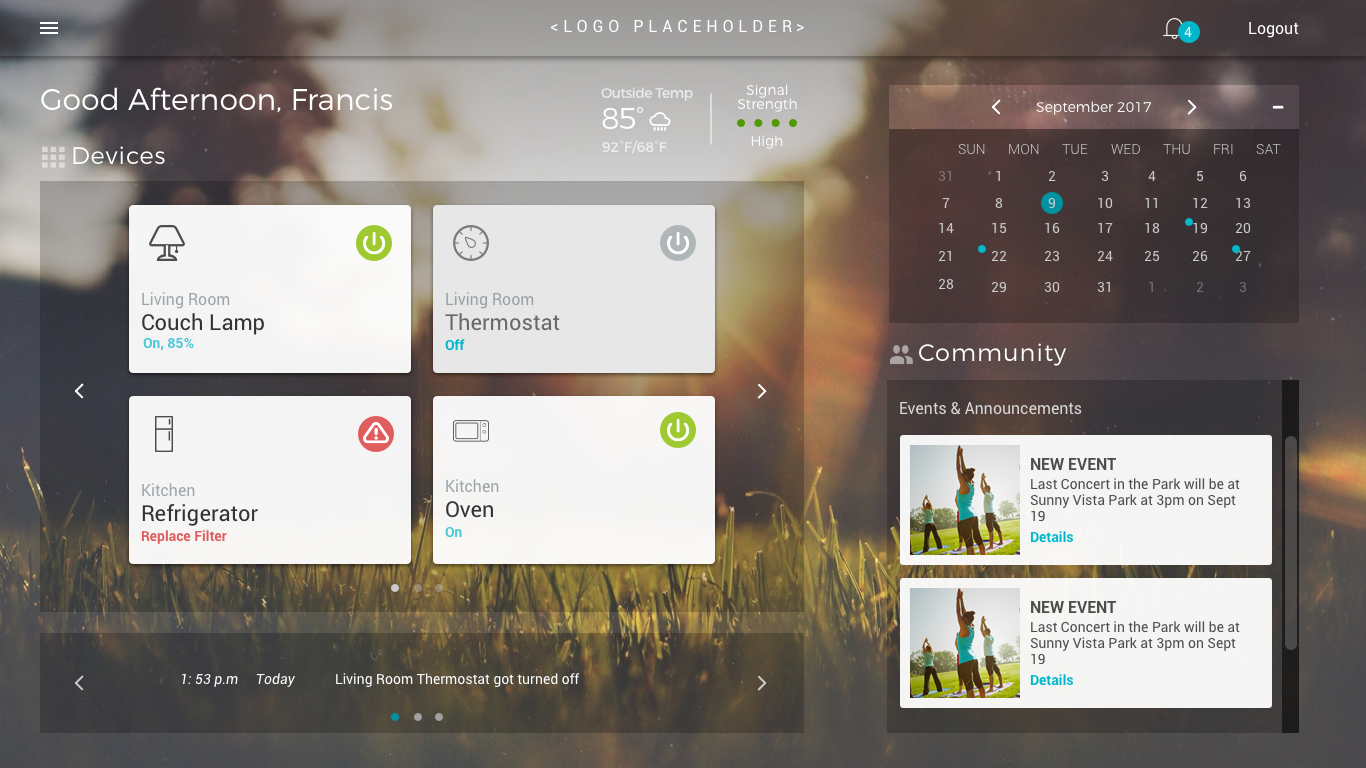 <LOGO PLACEHOLDER>
4
Logout
Good Afternoon, Francis
Outside Temp
85°
92°F/68°F
Signal
Strength
High
Devices
Living Room
Couch Lamp
On, 85%
Living Room
Thermostat
Off
Kitchen
Refrigerator
Replace Filter
Kitchen
Oven
On
1: 53 p.m Today Living Room Thermostat got turned off
September 2017
SUN MON TUE WED THU FRI SAT
31 1 2 3 4 5 6
7 8 9 10 11 12 13
14 15 16 17 18 19 20
21 22 23 24 25 26 27
28 29 30 31 1 2 3
Community
Events & Announcements
NEW EVENT
Last Concert in the Park will be at
Sunny Vista Park at 3pm on Sept
19
Details
NEW EVENT
Last Concert in the Park will be at
Sunny Vista Park at 3pm on Sept
19
Details